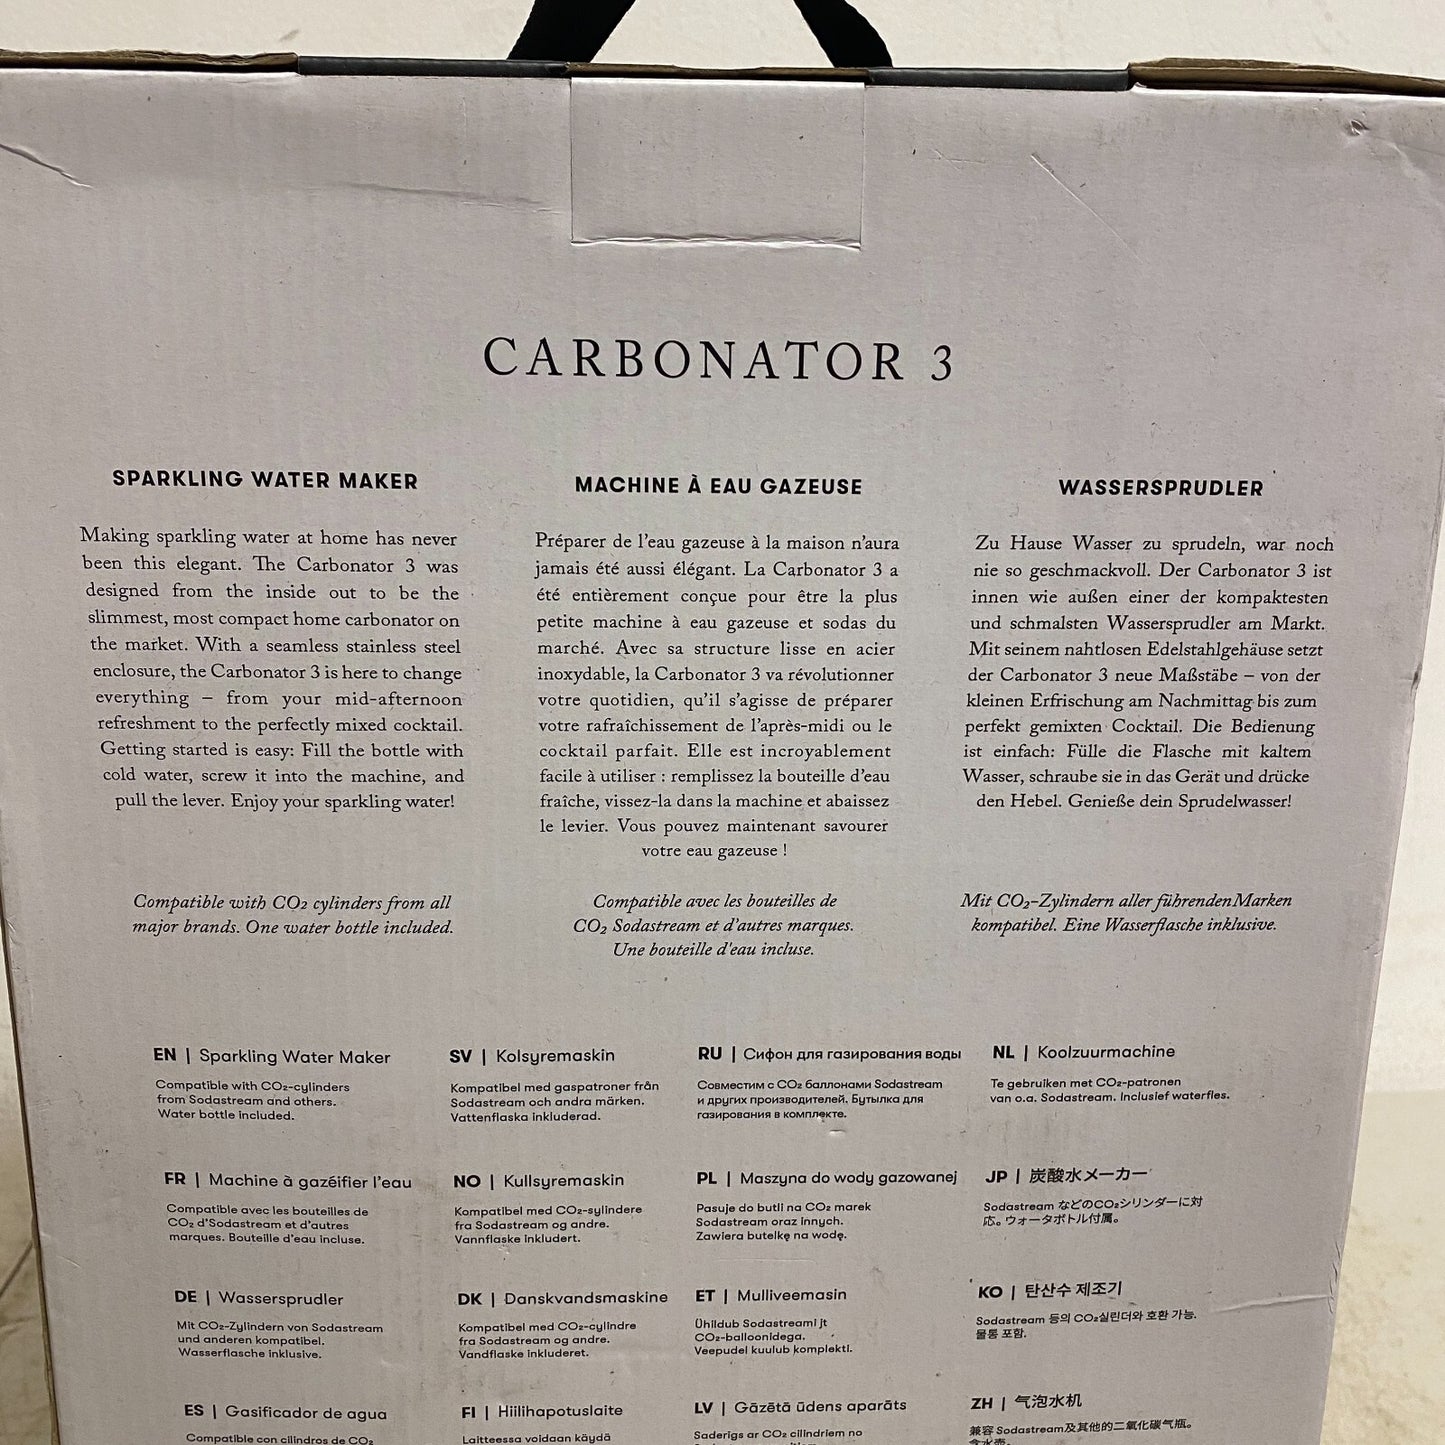 CARBONATOR 3
SPARKLING WATER MAKER
Making sparkling water at home has never
been this elegant. The Carbonator 3 was
designed from the inside out to be the
slimmest, most compact home carbonator on
the market. With a seamless stainless steel
enclosure, the Carbonator 3 is here to change
everything – from your mid-afternoon
refreshment to the perfectly mixed cocktail.
Getting started is easy: Fill the bottle with
cold water, screw it into the machine, and
pull the lever. Enjoy your sparkling water!
Compatible with CO₂ cylinders from all
major brands. One water bottle included.
MACHINE À EAU GAZEUSE
Préparer de l'eau gazeuse à la maison n'aura
jamais été aussi élégant. La Carbonator 3 a
été entièrement conçue pour être la plus
petite machine à eau gazeuse et sodas du
marché. Avec sa structure lisse en acier
inoxydable, la Carbonator 3 va révolutionner
votre quotidien, qu'il s'agisse de préparer
votre rafraîchissement de l'après-midi ou le
cocktail parfait. Elle est incroyablement
facile à utiliser : remplissez la bouteille d'eau
fraîche, vissez-la dans la machine et abaissez
le levier. Vous pouvez maintenant savourer
votre eau gazeuse !
Compatible avec les bouteilles de
CO₂ Sodastream et d'autres marques.
Une bouteille d'eau incluse.
WASSERSPRUDLER
Zu Hause Wasser zu sprudeln, war noch
nie so geschmackvoll. Der Carbonator 3 ist
innen wie außen einer der kompaktesten
und schmalsten Wassersprudler am Markt.
Mit seinem nahtlosen Edelstahlgehäuse setzt
der Carbonator 3 neue Maßstäbe – von der
kleinen Erfrischung am Nachmittag bis zum
perfekt gemixten Cocktail. Die Bedienung
ist einfach: Fülle die Flasche mit kaltem
Wasser, schraube sie in das Gerät und drücke
den Hebel. Genieße dein Sprudelwasser!
Mit CO₂-Zylindern aller führendenMarken
kompatibel. Eine Wasserflasche inklusive.
EN | Sparkling Water Maker
Compatible with CO₂-cylinders
from Sodastream and others.
Water bottle included.
SV | Kolsyremaskin
Kompatibel med gaspatroner från
Sodastream och andra märken.
Vattenflaska inkluderad.
RU | Сифон для газирования воды
Совместим с CO₂ баллонами Sodastream
и других производителей. Бутылка для
газирования в комплекте.
NL | Koolzuurmachine
Te gebruiken met CO₂-patronen
van o.a. Sodastream. Inclusief waterfles.
FR | Machine à gazéifier l'eau
Compatible avec les bouteilles de
CO₂ d'Sodastream et d'autres
marques. Bouteille d'eau incluse.
NO | Kullsyremaskin
Kompatibel med CO₂-sylindere
fra Sodastream og andre.
Vannflaske inkludert.
PL | Maszyna do wody gazowanej
Pasuje do butli na CO₂ marek
Sodastream oraz innych.
Zawiera butelkę na wodę.
JP | 炭酸水メーカー
Sodastream などのCO₂シリンダーに対
応。ウォータボトル付属。
DE | Wassersprudler
Mit CO₂-Zylindern von Sodastream
und anderen kompatibel.
Wasserflasche inklusive.
DK | Danskvandsmaskine
Kompatibel med CO₂-cylindre
fra Sodastream og andre.
Vandflaske inkluderet.
ET | Mulliveemasin
Ühildub Sodastreami jt
CO₂-balloonidega.
Veepudel kuulub komplekti.
KO | 탄산수 제조기
Sodastream 등의 CO₂실린더와 호환 가능.
물통 포함.
ES | Gasificador de agua
Compatible con cilindros de CO₂
FI | Hiilihapotuslaite
Laitteessa voidaan käydä
LV | Gāzētā ūdens aparāts
Saderīgs ar CO₂ cilindriem no
ZH | 气泡水机
兼容 Sodastream及其他的二氧化碳气瓶。
含水壶。